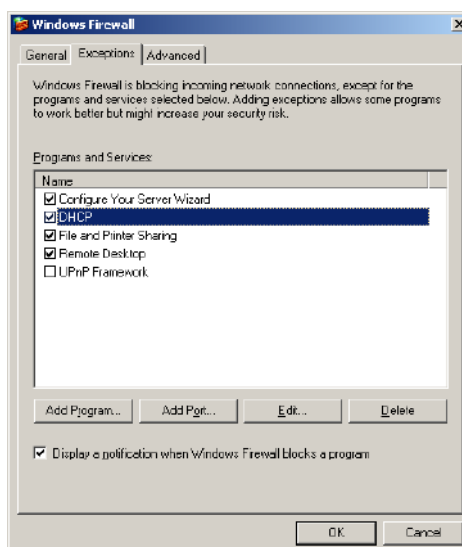 Windows Firewall
General Exceptions Advanced
Windows Firewall is blocking incoming network connections, except for the
programs and services selected below. Adding exceptions allows some programs
to work better but might increase your security risk.
Programs and Services:
Name
Configure Your Server Wizard
DHCP
File and Printer Sharing
Remote Desktop
UPnP Framework
Add Program... Add Port... Edit... Delete
Display a notification when Windows Firewall blocks a program
OK Cancel